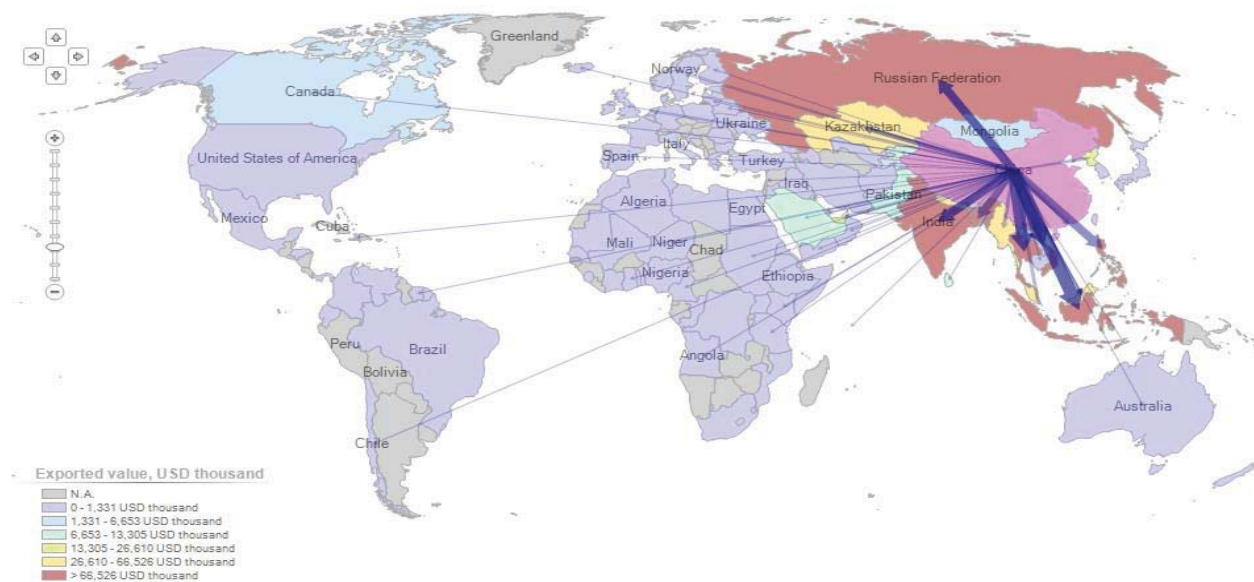 Greenland
Norway
Russian Federation
Canada
Ukraine
Kazakhstan
Mongolia
United States of America
Spain
Italy
Turkey
China
Iraq
Pakistan
Mexico
Cuba
Algeria
Egypt
India
Mali
Niger
Chad
Nigeria
Ethiopia
Peru
Brazil
Angola
Bolivia
Australia
Chile
Exported value, USD thousand
N.A.
0 - 1,331 USD thousand
1,331 - 6,653 USD thousand
6,653 - 13,305 USD thousand
13,305 - 26,610 USD thousand
26,610 - 66,526 USD thousand
> 66,526 USD thousand